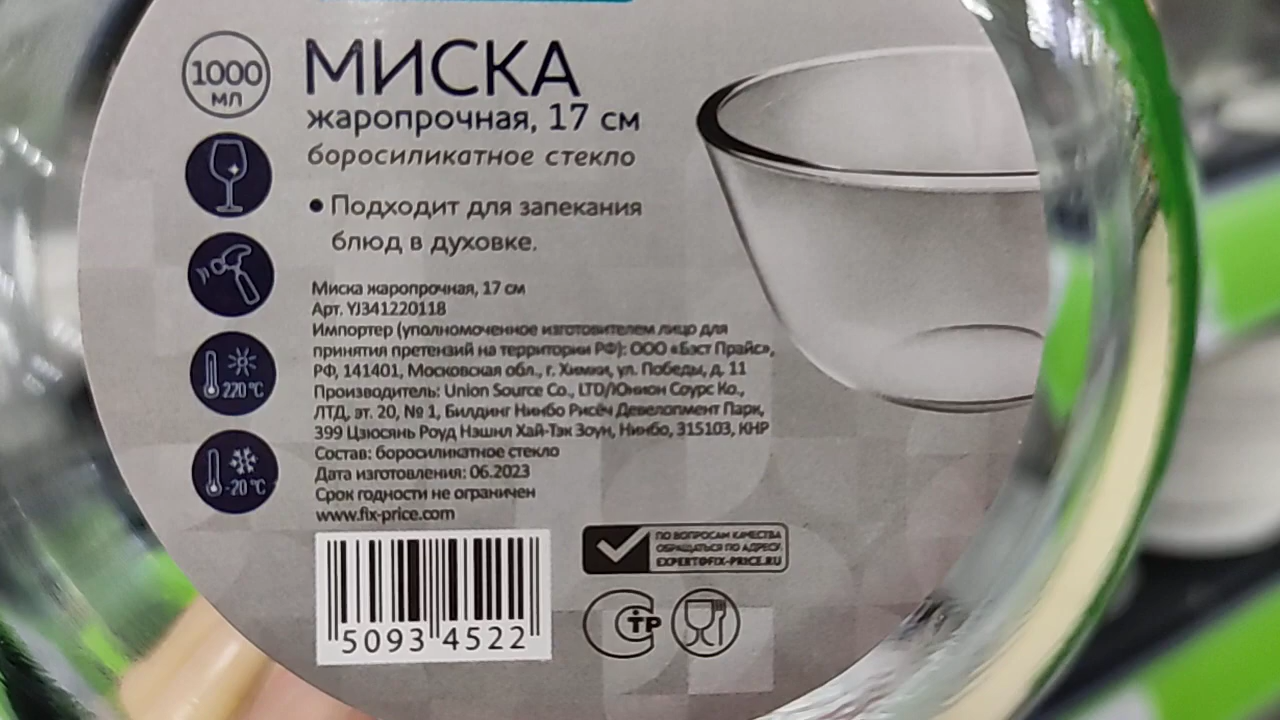 1000
мл
МИСКА
жаропрочная, 17 см
боросиликатное стекло
• Подходит для запекания
блюд в духовке.
220 °C
-20 °C
Миска жаропрочная, 17 см
Арт. YJ341220118
Импортер (уполномоченное изготовителем лицо для
принятия претензий на территории РФ): ООО «Бэст Прайс»,
РФ, 141401, Московская обл., г. Химки, ул. Победы, д. 11
Производитель: Union Source Co., LTD/Юнион Соурс Ко.,
ЛТД, эт. 20, № 1, Билдинг Нинбо Рисёч Девелопмент Парк,
399 Цзюсянь Роуд Нэшнл Хай-Тэк Зоун, Нинбо, 315103, КНР
Состав: боросиликатное стекло
Дата изготовления: 06.2023
Срок годности не ограничен
www.fix-price.com
ПО ВОПРОСАМ КАЧЕСТВА
ОБРАЩАТЬСЯ ПО АДРЕСУ:
EXPERT@FIX-PRICE.RU
5093 4522
СТР